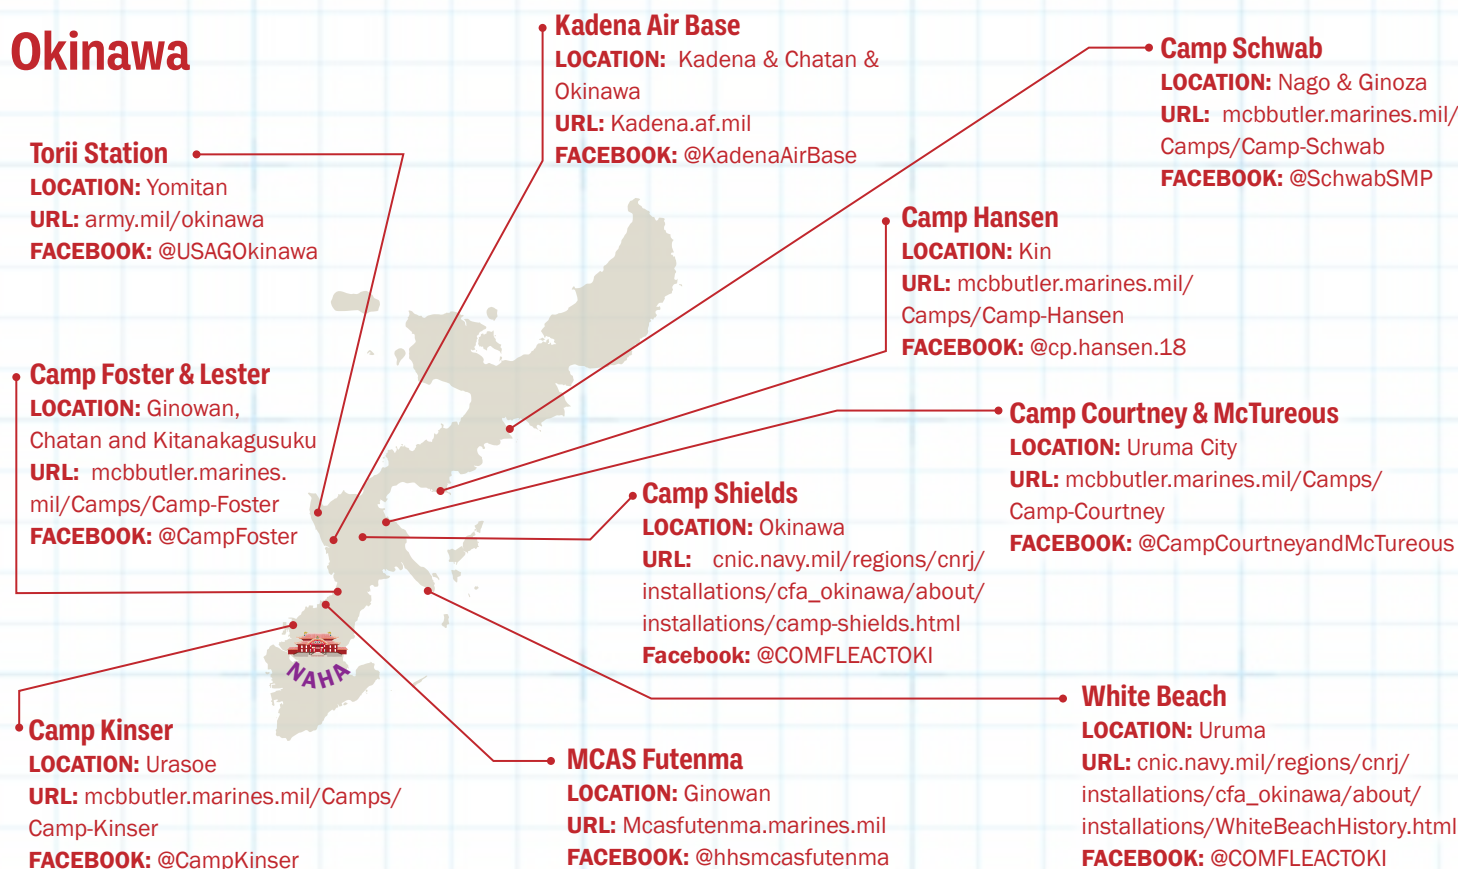 Okinawa
Kadena Air Base
LOCATION: Kadena & Chatan &
Okinawa
URL: Kadena.af.mil
FACEBOOK: @KadenaAirBase
Camp Schwab
LOCATION: Nago & Ginoza
URL: mcbbutler.marines.mil/
Camps/Camp-Schwab
FACEBOOK: @SchwabSMP
Torii Station
LOCATION: Yomitan
URL: army.mil/okinawa
FACEBOOK: @USAGOkinawa
Camp Hansen
LOCATION: Kin
URL: mcbbutler.marines.mil/
Camps/Camp-Hansen
FACEBOOK: @cp.hansen.18
Camp Foster & Lester
LOCATION: Ginowan,
Chatan and Kitanakagusuku
URL: mcbbutler.marines.
mil/Camps/Camp-Foster
FACEBOOK: @CampFoster
Camp Courtney & McTureous
LOCATION: Uruma City
URL: mcbbutler.marines.mil/Camps/
Camp-Courtney
FACEBOOK: @CampCourtneyandMcTureous
Camp Shields
LOCATION: Okinawa
URL: cnic.navy.mil/regions/cnrj/
installations/cfa_okinawa/about/
installations/camp-shields.html
Facebook: @COMFLEACTOKI
NAHA
White Beach
LOCATION: Uruma
URL: cnic.navy.mil/regions/cnrj/
installations/cfa_okinawa/about/
installations/WhiteBeachHistory.html
FACEBOOK: @COMFLEACTOKI
Camp Kinser
LOCATION: Urasoe
URL: mcbbutler.marines.mil/Camps/
Camp-Kinser
FACEBOOK: @CampKinser
MCAS Futenma
LOCATION: Ginowan
URL: Mcasfutenma.marines.mil
FACEBOOK: @hhsmcasfutenma